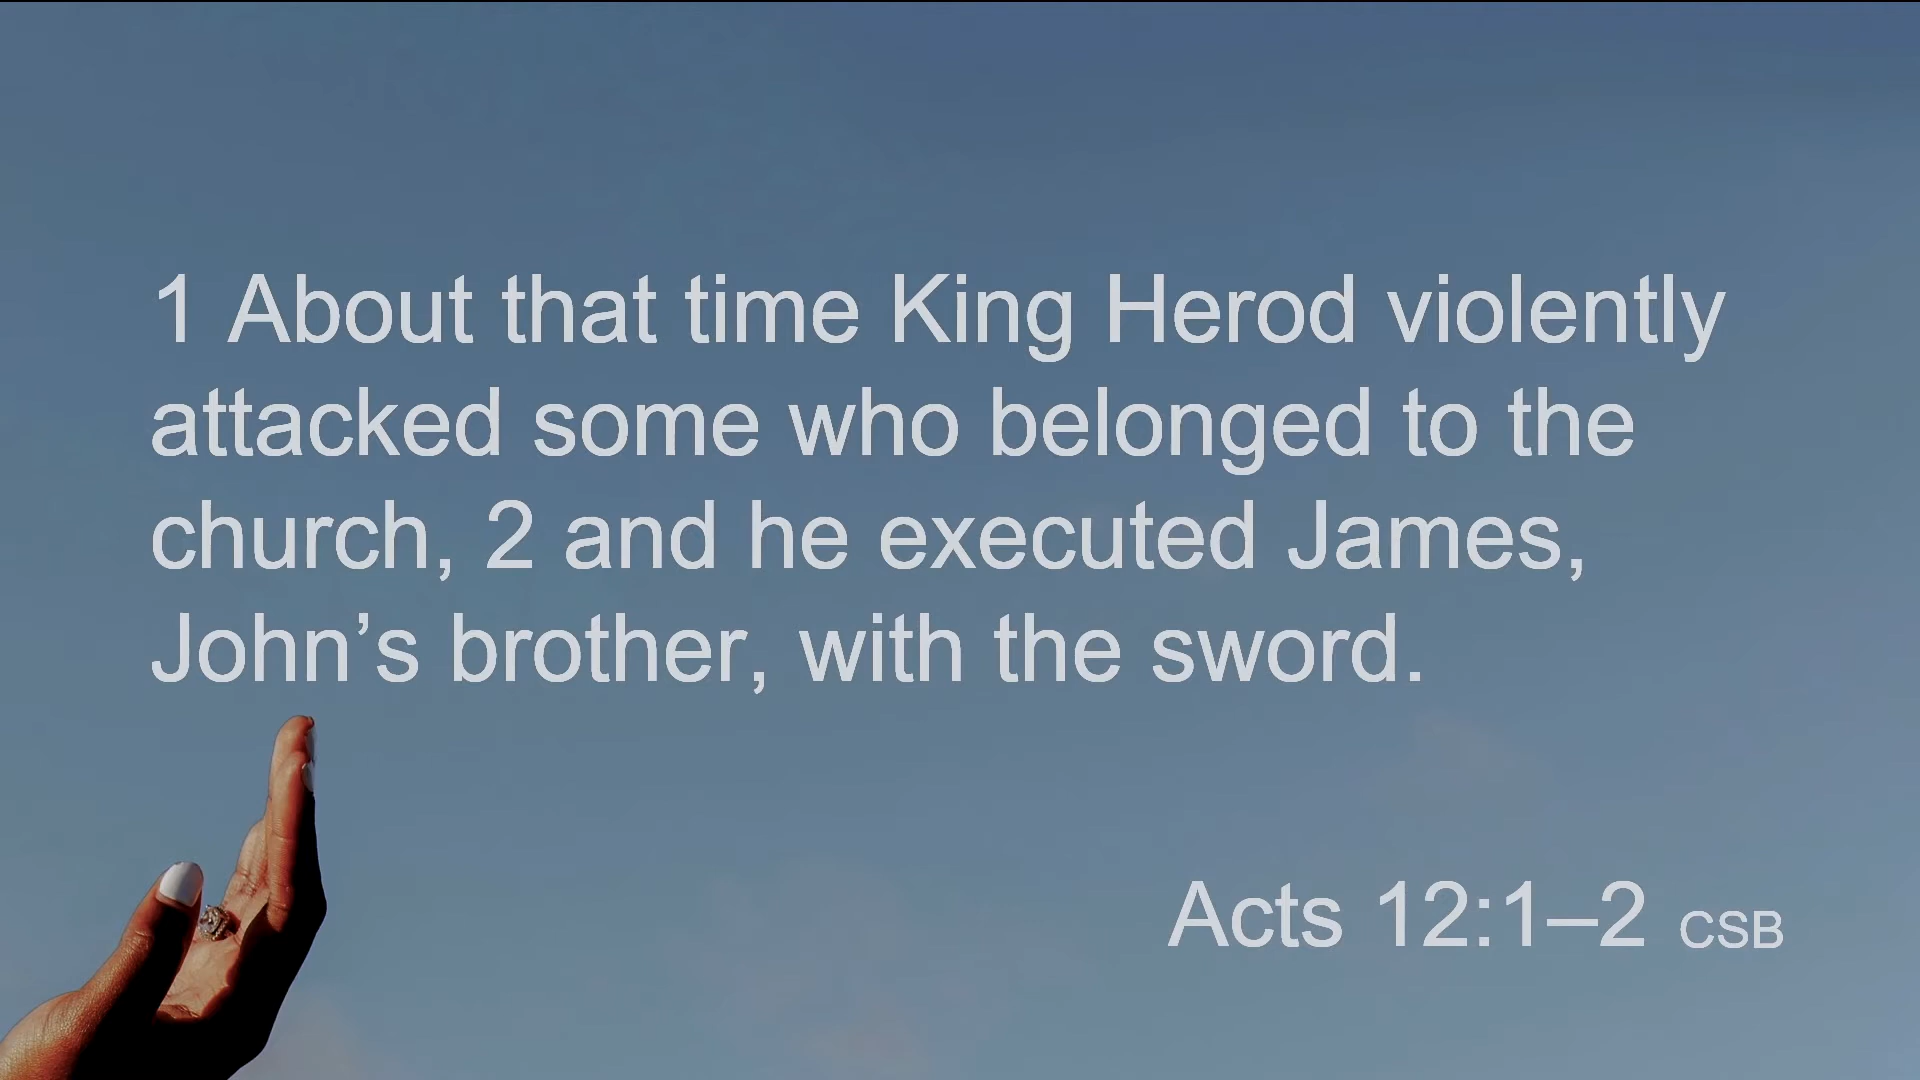 1 About that time King Herod violently
attacked some who belonged to the
church, 2 and he executed James,
John’s brother, with the sword.
Acts 12:1–2 CSB